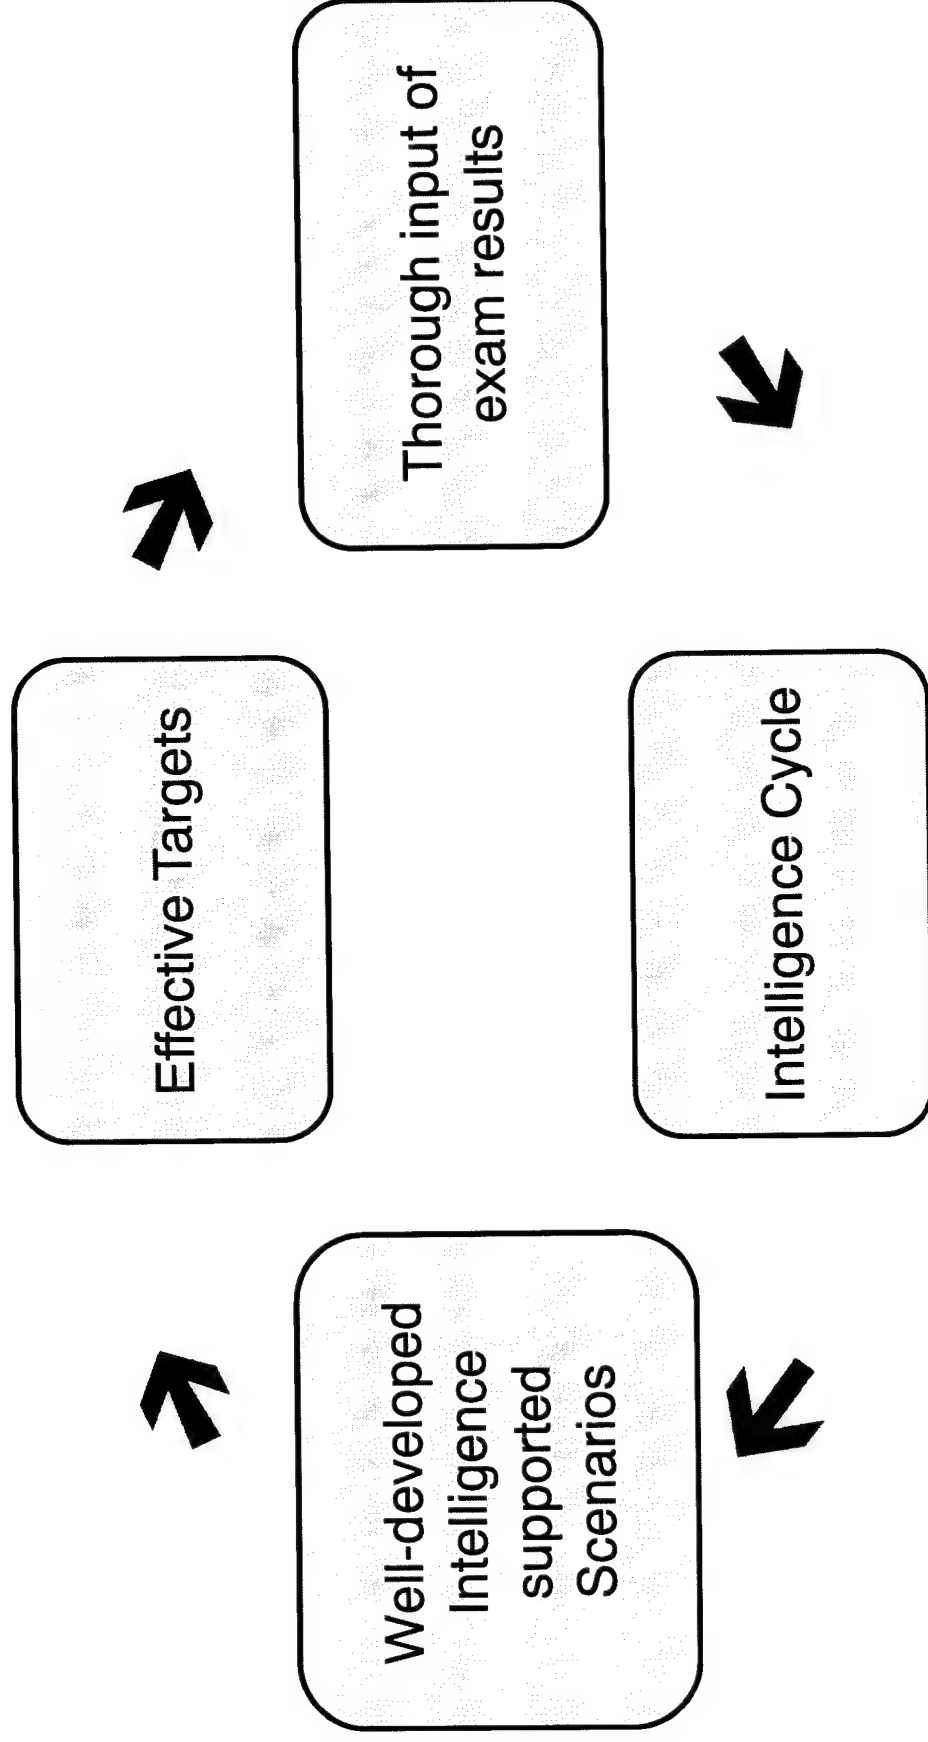 Effective Targets
Thorough input of
exam results
Intelligence Cycle
Well-developed
Intelligence
supported
Scenarios